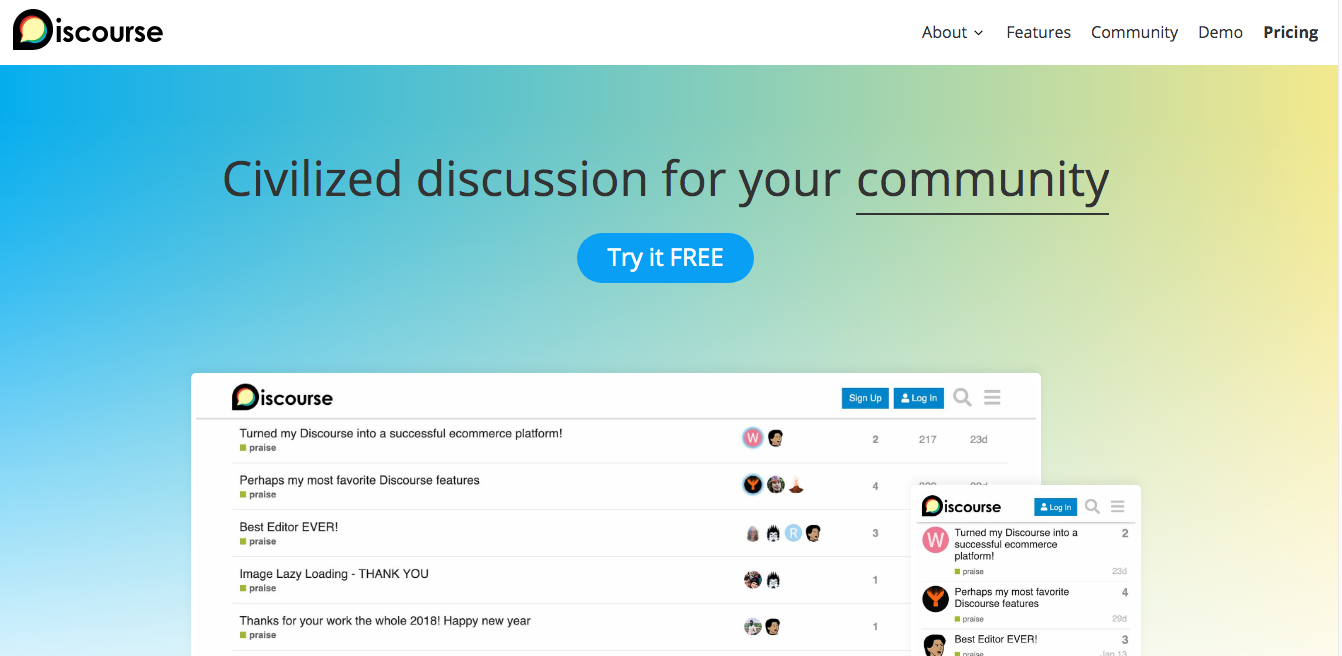 Discourse
About Features Community Demo Pricing
Civilized discussion for your community
Try it FREE
Discourse
Sign Up Log In
Turned my Discourse into a successful ecommerce platform! W 2 217 23d
praise
Perhaps my most favorite Discourse features 4
praise
Best Editor EVER! R 3
praise
Image Lazy Loading - THANK YOU 1
praise
Thanks for your work the whole 2018! Happy new year 1
praise
Discourse Log In
W Turned my Discourse into a 2
successful ecommerce
platform!
praise 23d
Perhaps my most favorite 4
Discourse features
praise 29d
Best Editor EVER! 3
praise Jan 13